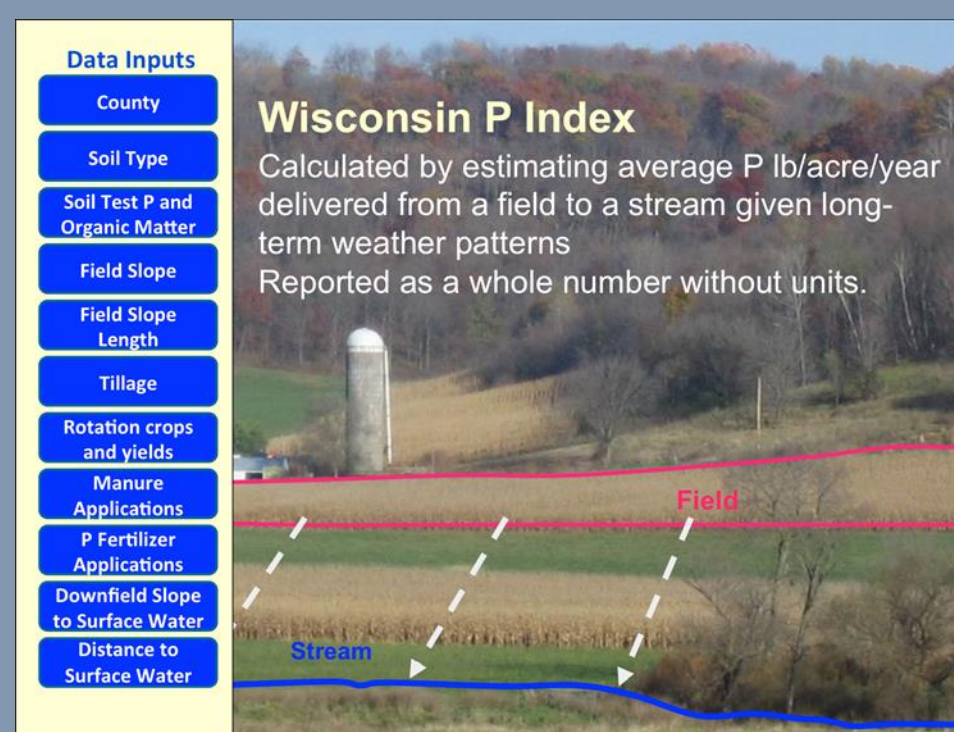 Data Inputs
County
Soil Type
Soil Test P and
Organic Matter
Field Slope
Field Slope
Length
Tillage
Rotation crops
and yields
Manure
Applications
P Fertilizer
Applications
Downfield Slope
to Surface Water
Distance to
Surface Water
Wisconsin P Index
Calculated by estimating average P lb/acre/year
delivered from a field to a stream given long-
term weather patterns
Reported as a whole number without units.
Field
Stream